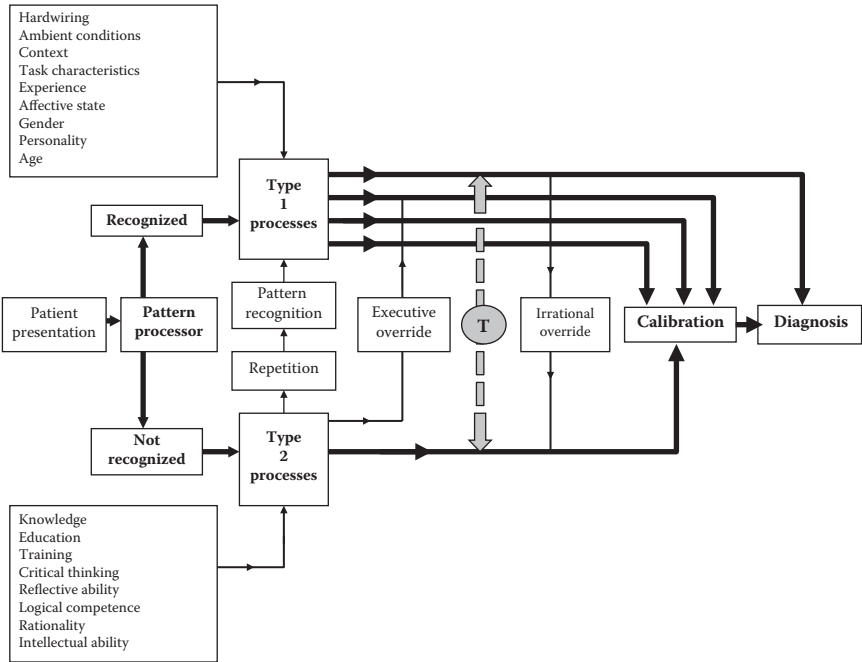 Hardwiring
Ambient conditions
Context
Task characteristics
Experience
Affective state
Gender
Personality
Age
Type
1
processes
Recognized
Patient
presentation
Pattern
processor
Pattern
recognition
Executive
override
T
Irrational
override
Calibration
Diagnosis
Repetition
Not
recognized
Type
2
processes
Knowledge
Education
Training
Critical thinking
Reflective ability
Logical competence
Rationality
Intellectual ability